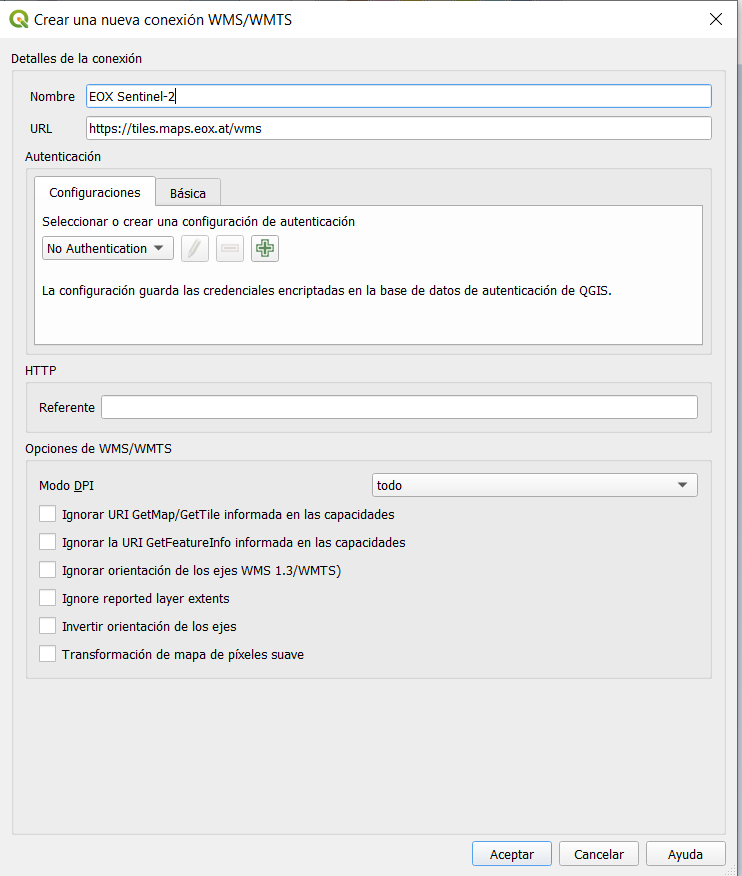 Crear una nueva conexión WMS/WMTS
Detalles de la conexión
Nombre EOX Sentinel-2
URL https://tiles.maps.eox.at/wms
Autenticación
Configuraciones Básica
Seleccionar o crear una configuración de autenticación
No Authentication
La configuración guarda las credenciales encriptadas en la base de datos de autenticación de QGIS.
HTTP
Referente
Opciones de WMS/WMTS
Modo DPI todo
Ignorar URI GetMap/GetTile informada en las capacidades
Ignorar la URI GetFeatureInfo informada en las capacidades
Ignorar orientación de los ejes WMS 1.3/WMTS)
Ignore reported layer extents
Invertir orientación de los ejes
Transformación de mapa de píxeles suave
Aceptar Cancelar Ayuda